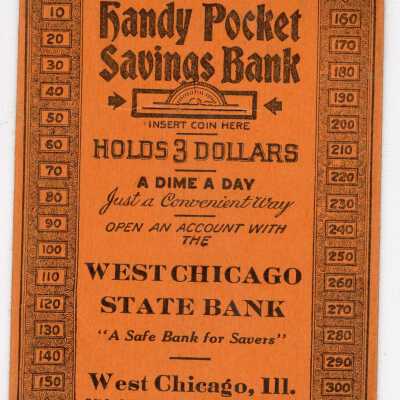 Handy Pocket
Savings Bank
INSERT COIN HERE
HOLDS 3 DOLLARS
A DIME A DAY
Just a Convenient Way
OPEN AN ACCOUNT WITH
THE
WEST CHICAGO
STATE BANK
"A Safe Bank for Savers"
West Chicago, Ill.
10
20
30
40
50
60
70
80
90
100
110
120
130
140
150
160
170
180
190
200
210
220
230
240
250
260
270
280
290
300